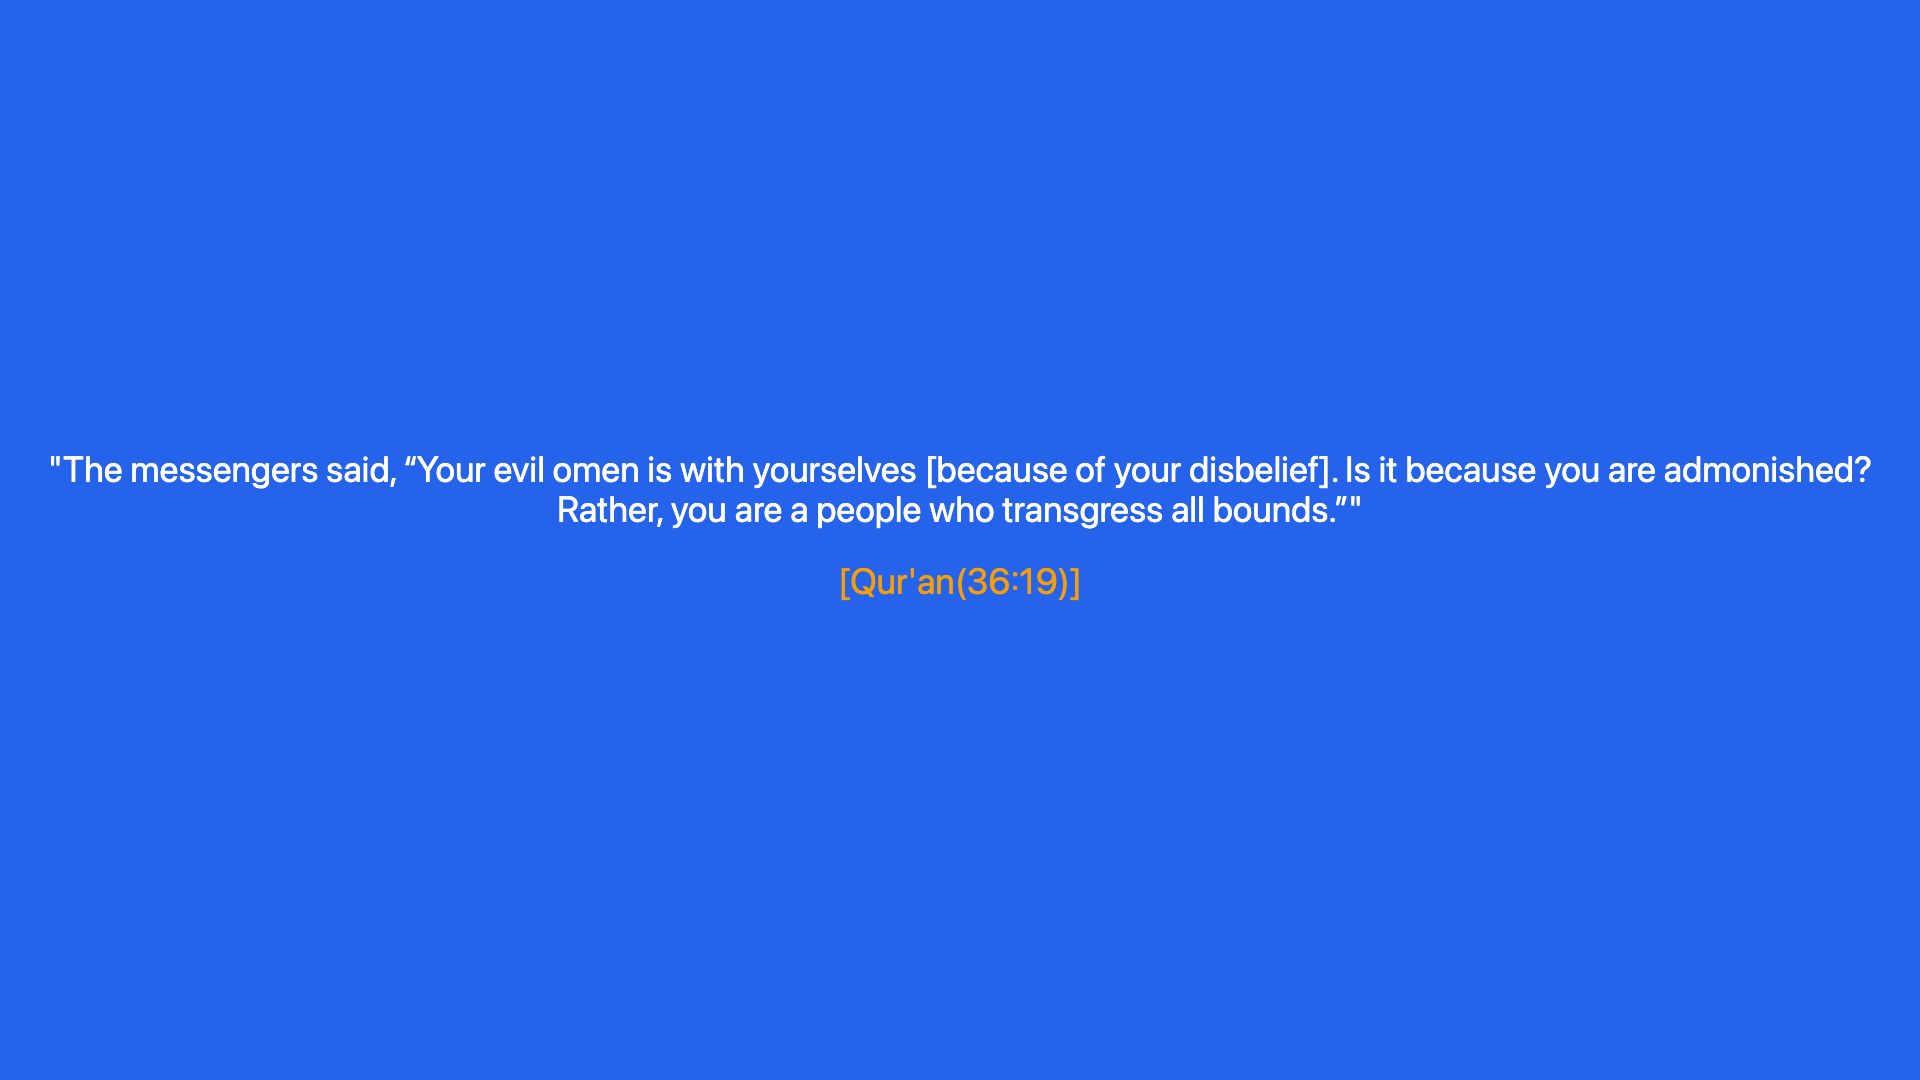 "The messengers said, “Your evil omen is with yourselves [because of your disbelief]. Is it because you are admonished?
Rather, you are a people who transgress all bounds.”"
[Qur'an(36:19)]